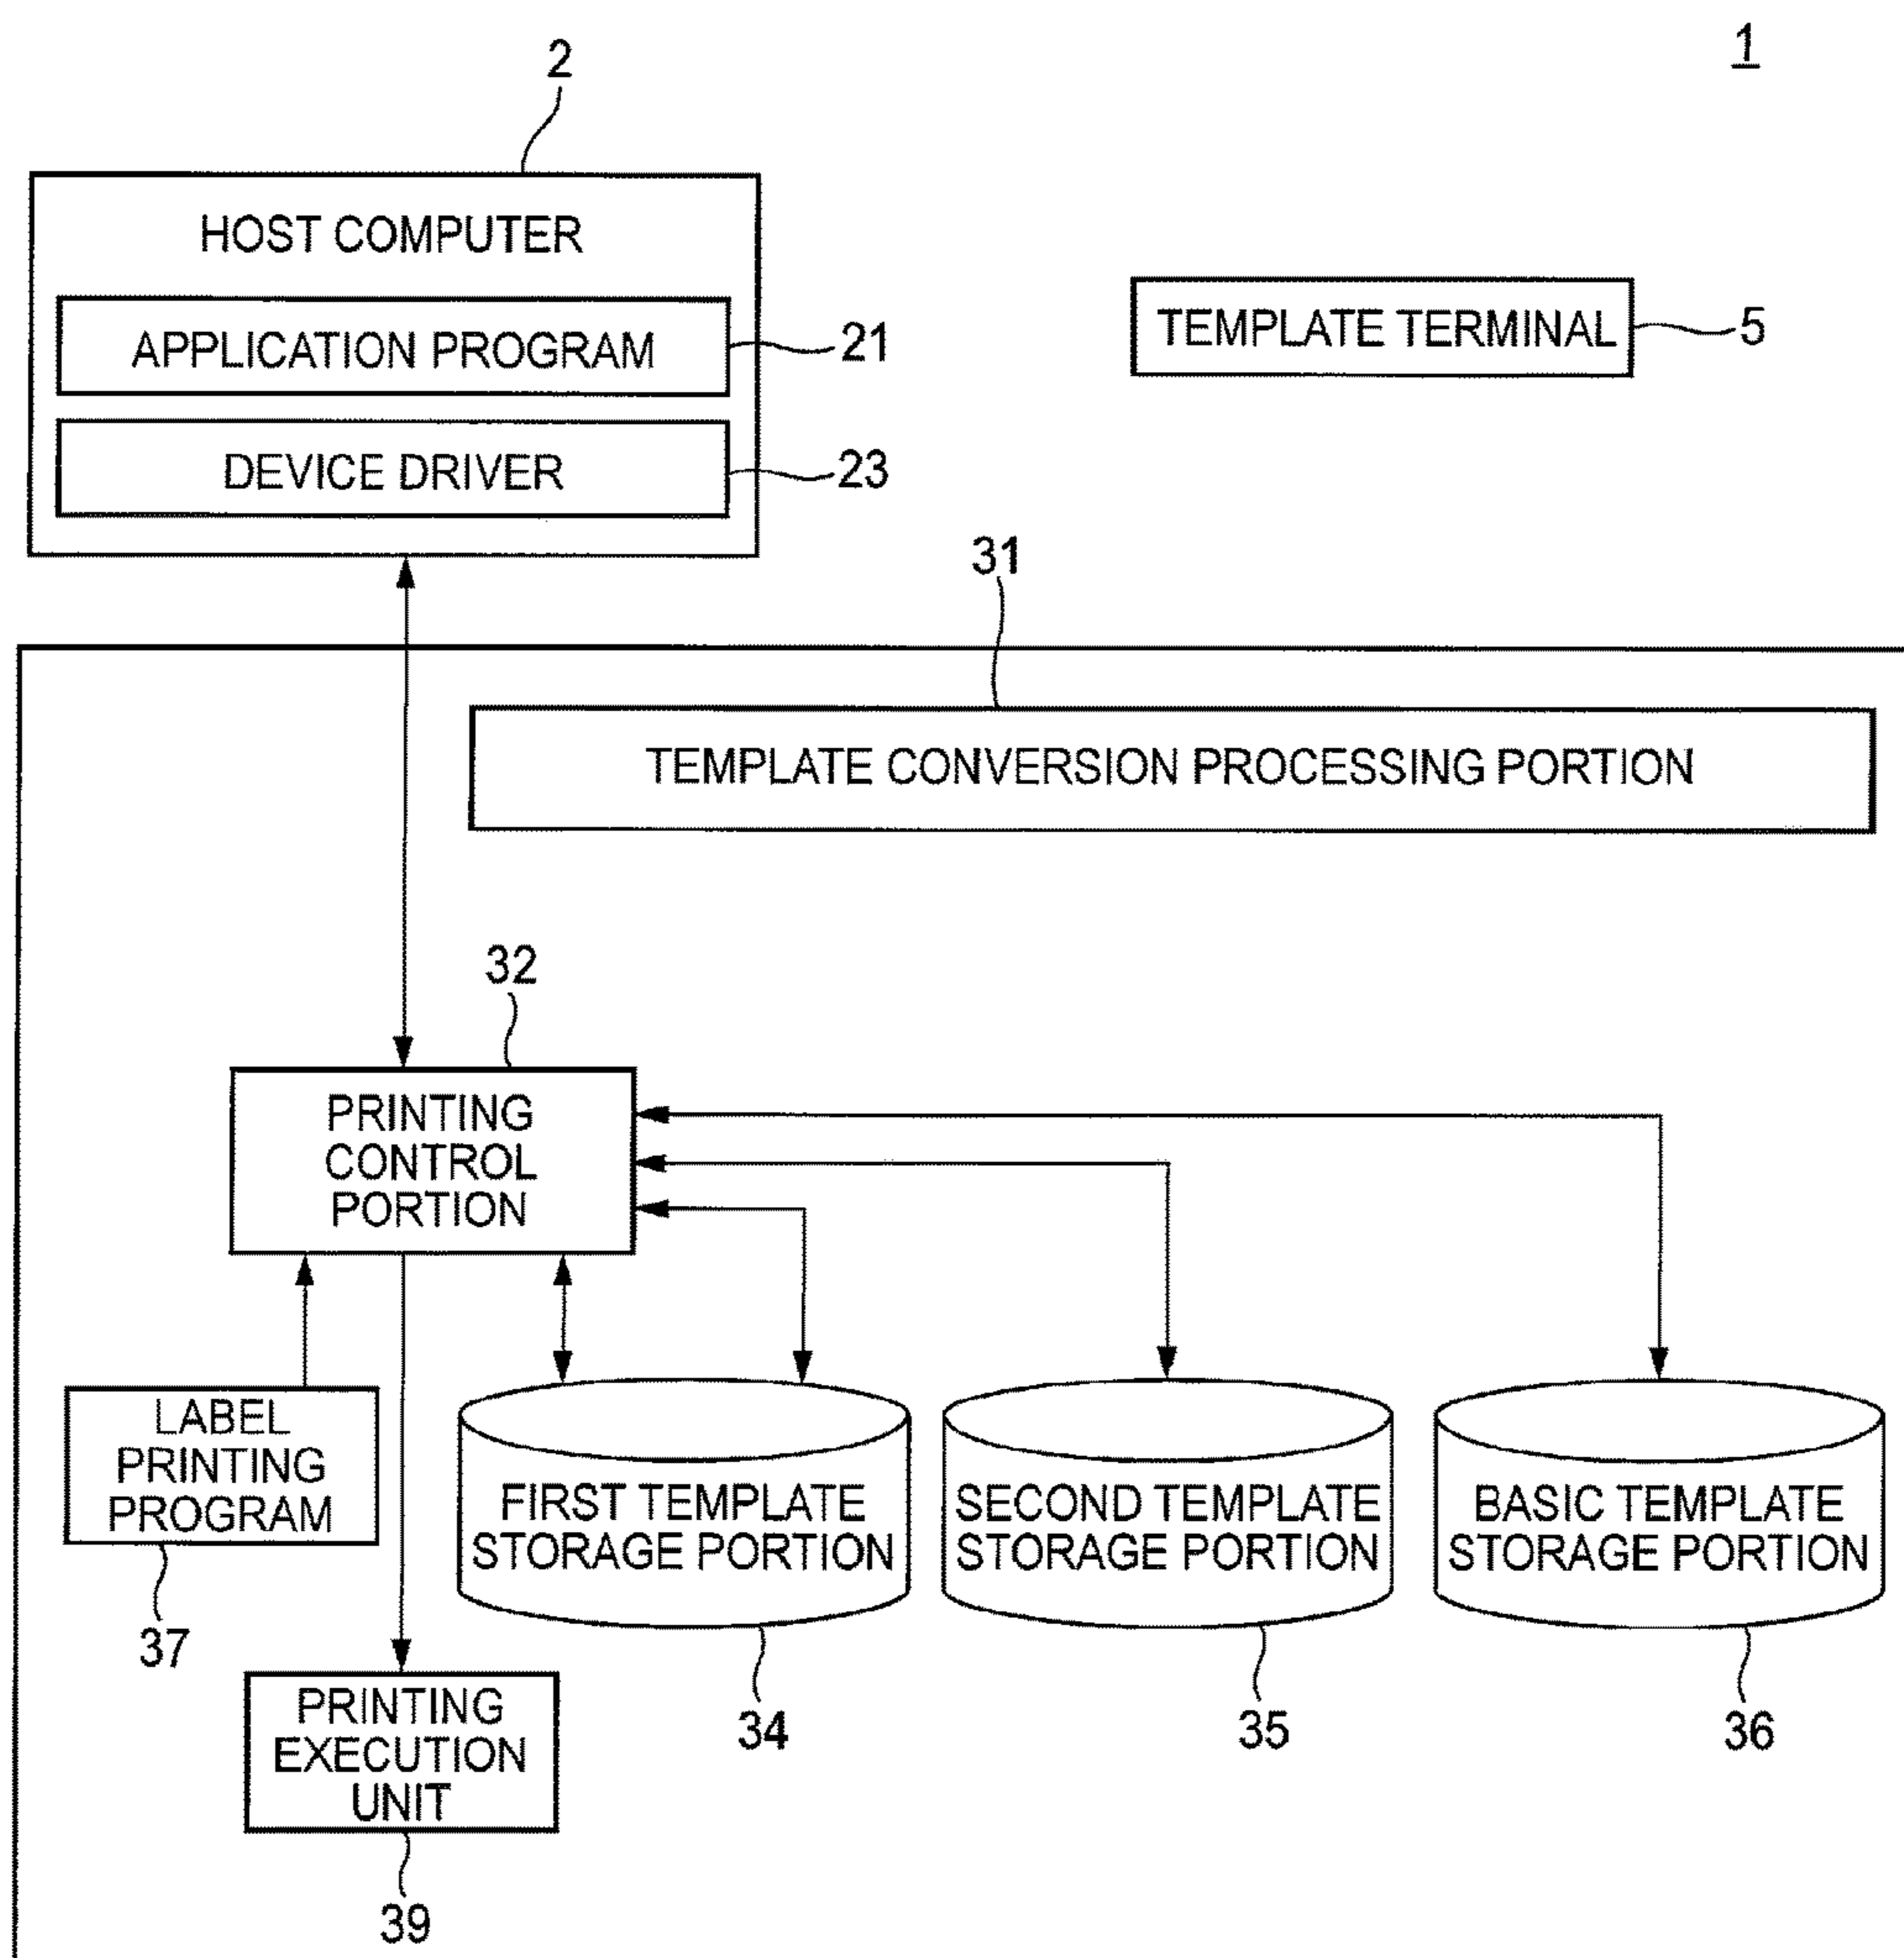 1
2
HOST COMPUTER
APPLICATION PROGRAM
21
DEVICE DRIVER
23
TEMPLATE TERMINAL
5
31
TEMPLATE CONVERSION PROCESSING PORTION
32
PRINTING
CONTROL
PORTION
LABEL
PRINTING
PROGRAM
37
FIRST TEMPLATE
STORAGE PORTION
34
SECOND TEMPLATE
STORAGE PORTION
35
BASIC TEMPLATE
STORAGE PORTION
36
PRINTING
EXECUTION
UNIT
39